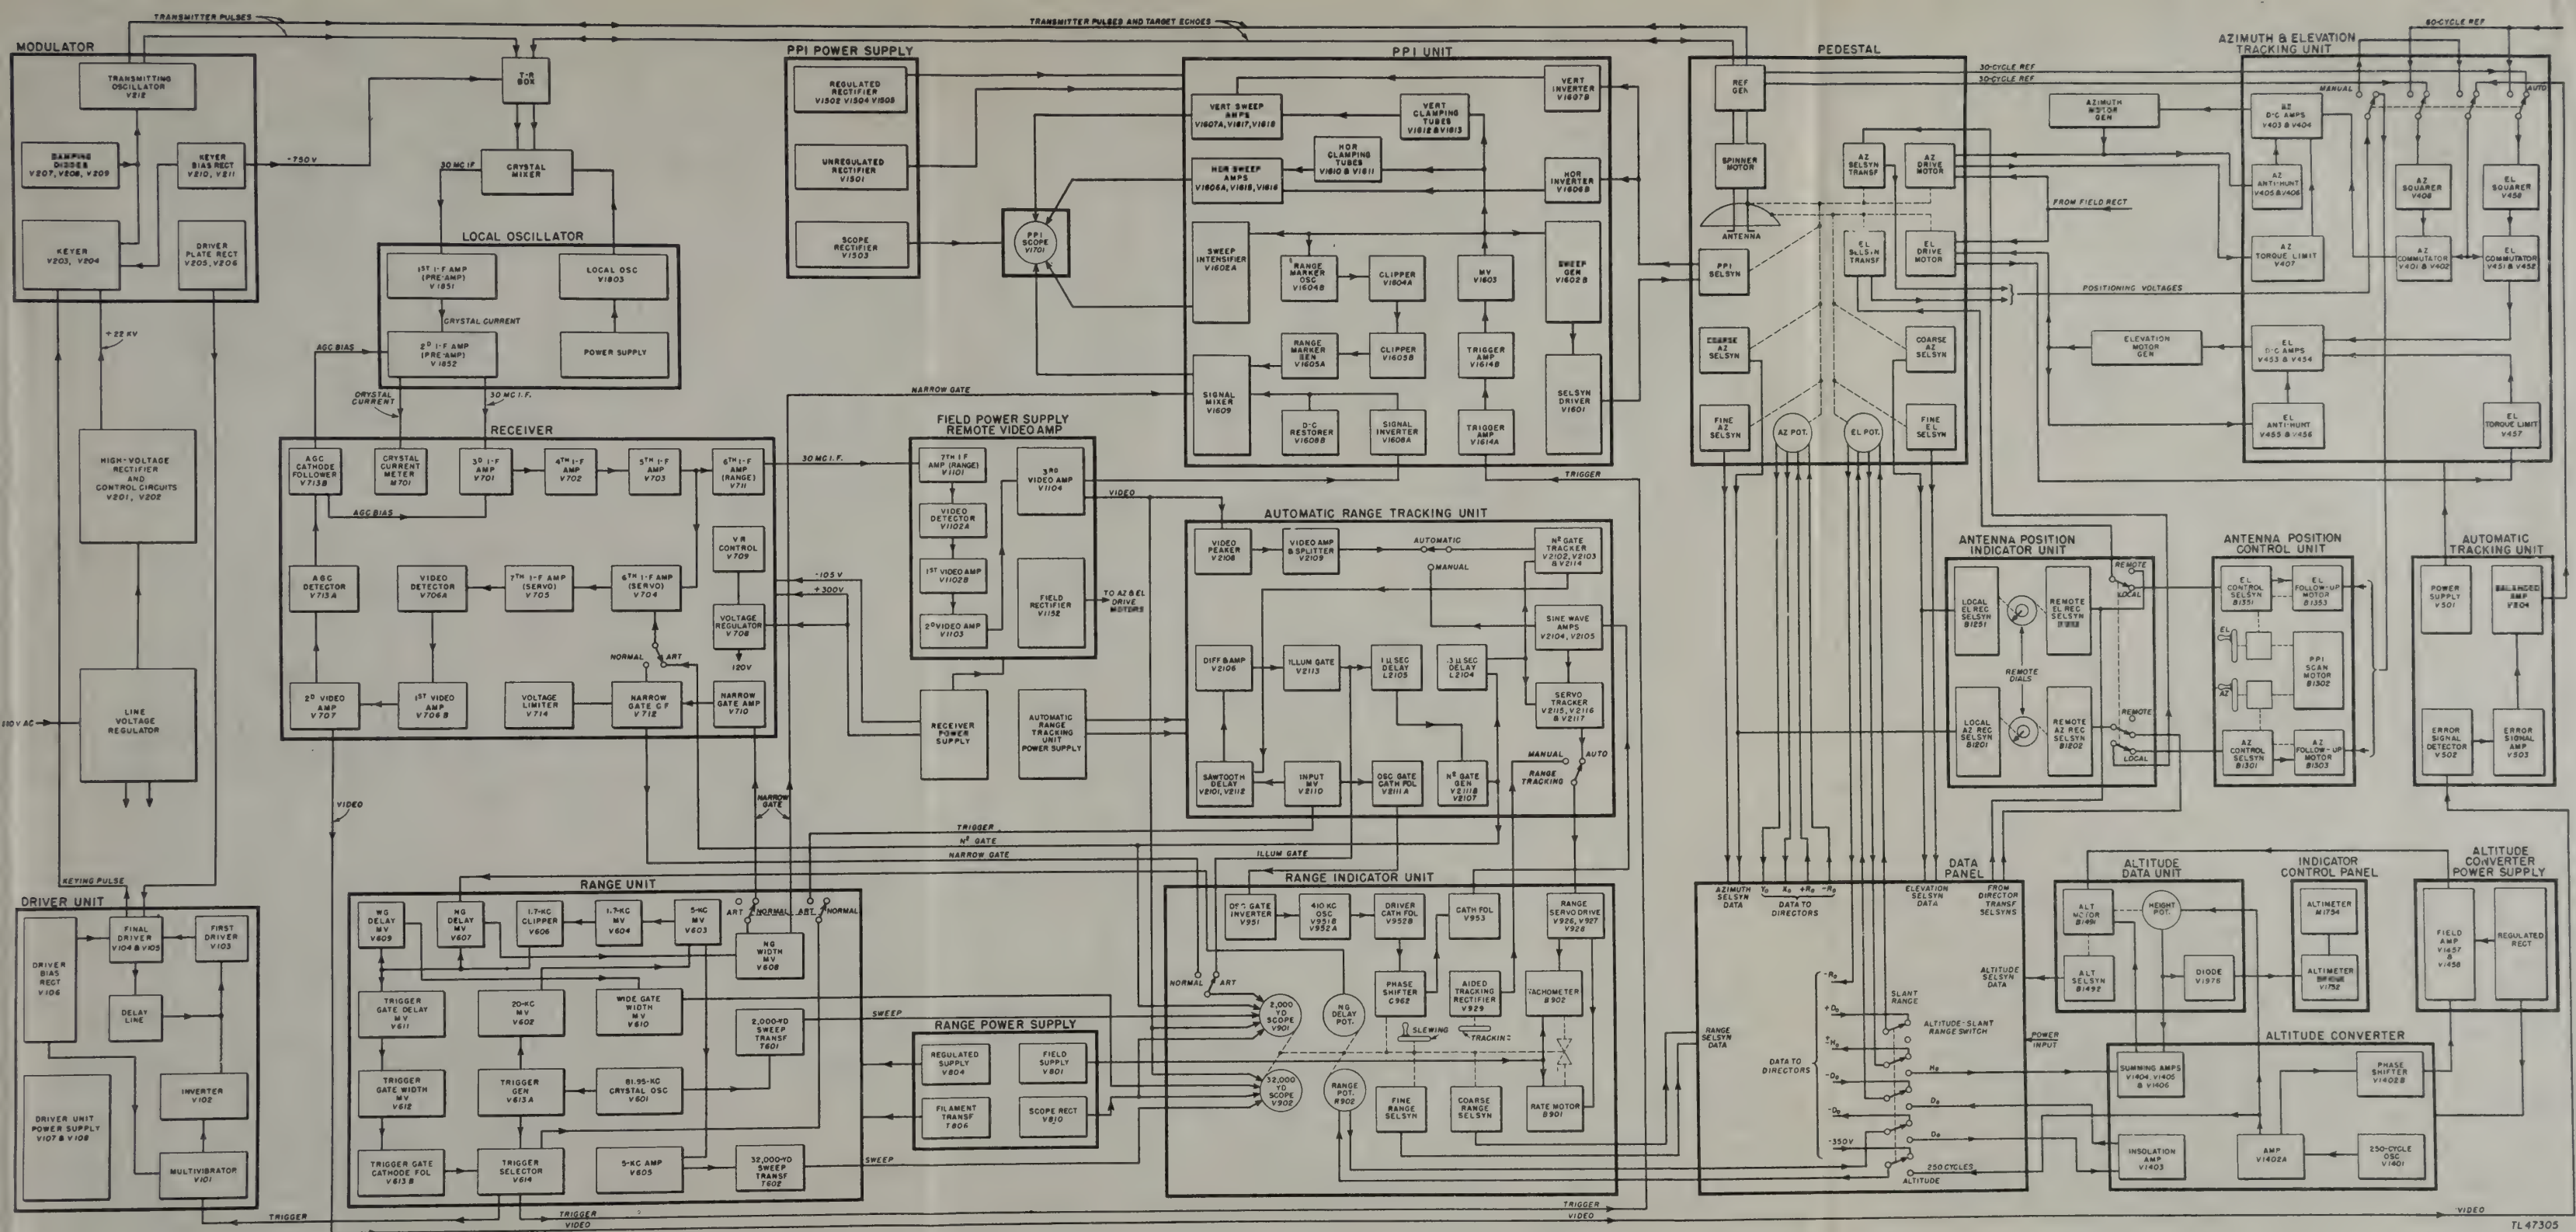 TRANSMITTER PULSES
TRANSMITTER PULSES AND TARGET ECHOES
60-CYCLE REF
MODULATOR
TRANSMITTING
OSCILLATOR
V212
V207, V208, V209
KEYER
BIAS RECT
V210, V211
KEYER
V203, V204
DRIVER
PLATE RECT
V205, V206
-750 V
T-R
BOX
30 MC IF
CRYSTAL
MIXER
LOCAL OSCILLATOR
1ST I-F AMP
(PRE-AMP)
V1851
CRYSTAL CURRENT
2D I-F AMP
(PRE-AMP)
V1852
LOCAL OSC
V1803
POWER SUPPLY
AGC BIAS
CRYSTAL
CURRENT
30 MC I.F.
+22 KV
HIGH-VOLTAGE
RECTIFIER
AND
CONTROL CIRCUITS
V201, V202
110V AC
LINE
VOLTAGE
REGULATOR
PPI POWER SUPPLY
REGULATED
RECTIFIER
V1502 V1504 V1505
UNREGULATED
RECTIFIER
V1501
SCOPE
RECTIFIER
V1503
PPI
SCOPE
V1701
PPI UNIT
VERT SWEEP
AMPS
V1607A, V1617, V1618
VERT
CLAMPING
TUBES
V1612 & V1613
VERT
INVERTER
V1607B
HOR SWEEP
AMPS
V1606A, V1615, V1616
HOR
CLAMPING
TUBES
V1610 & V1611
HOR
INVERTER
V1606B
SWEEP
INTENSIFIER
V1602A
RANGE
MARKER
OSC
V1604B
CLIPPER
V1604A
MV
V1603
SWEEP
GEN
V1602B
RANGE
MARKER
GEN
V1605A
CLIPPER
V1605B
TRIGGER
AMP
V1614B
SIGNAL
MIXER
V1609
D-C
RESTORER
V1608B
SIGNAL
INVERTER
V1608A
TRIGGER
AMP
V1614A
SELSYN
DRIVER
V1601
NARROW GATE
TRIGGER
PEDESTAL
REF
GEN
SPINNER
MOTOR
ANTENNA
AZ
SELSYN
TRANSF
AZ
DRIVE
MOTOR
EL
SELSYN
TRANSF
EL
DRIVE
MOTOR
PPI
SELSYN
COARSE
AZ
SELSYN
COARSE
AZ
SELSYN
FINE
AZ
SELSYN
AZ POT.
EL POT.
FINE
EL
SELSYN
30-CYCLE REF
30-CYCLE REF
AZIMUTH
MOTOR
GEN
FROM FIELD RECT
POSITIONING VOLTAGES
ELEVATION
MOTOR
GEN
AZIMUTH & ELEVATION
TRACKING UNIT
MANUAL
AUTO
AZ
D-C AMPS
V403 & V404
AZ
ANTI-HUNT
V405 & V406
AZ
TORQUE LIMIT
V407
AZ
SQUARER
V408
EL
SQUARER
V458
AZ
COMMUTATOR
V401 & V402
EL
COMMUTATOR
V451 & V452
EL
D-C AMPS
V453 & V454
EL
ANTI-HUNT
V455 & V456
EL
TORQUE LIMIT
V457
RECEIVER
AGC
CATHODE
FOLLOWER
V713B
CRYSTAL
CURRENT
METER
M701
3D I-F
AMP
V701
4TH I-F
AMP
V702
5TH I-F
AMP
V703
6TH I-F
AMP
(RANGE)
V711
AGC BIAS
VR
CONTROL
V709
AGC
DETECTOR
V713A
VIDEO
DETECTOR
V706A
7TH I-F AMP
(SERVO)
V705
6TH I-F AMP
(SERVO)
V704
VOLTAGE
REGULATOR
V708
120V
NORMAL
ART
2D VIDEO
AMP
V707
1ST VIDEO
AMP
V706B
VOLTAGE
LIMITER
V714
NARROW
GATE C F
V712
NARROW
GATE AMP
V710
30 MC I.F.
-105 V
+300V
FIELD POWER SUPPLY
REMOTE VIDEO AMP
7TH I F
AMP (RANGE)
V1101
VIDEO
DETECTOR
V1102A
1ST VIDEO AMP
V1102B
2D VIDEO AMP
V1103
3RD
VIDEO AMP
V1104
FIELD
RECTIFIER
V1152
VIDEO
TO AZ & EL
DRIVE
MOTORS
RECEIVER
POWER
SUPPLY
AUTOMATIC
RANGE
TRACKING
UNIT
POWER SUPPLY
AUTOMATIC RANGE TRACKING UNIT
VIDEO
PEAKER
V2108
VIDEO AMP
& SPLITTER
V2109
AUTOMATIC
MANUAL
N² GATE
TRACKER
V2102, V2103
& V2114
SINE WAVE
AMPS
V2104, V2105
DIFF & AMP
V2106
ILLUM GATE
V2113
1 μ SEC
DELAY
L2105
.3 μ SEC
DELAY
L2104
SERVO
TRACKER
V2115, V2116
& V2117
SAWTOOTH
DELAY
V2101, V2112
INPUT
MV
V2110
OSC GATE
CATH FOL
V2111A
N² GATE
GEN
V2111B
V2107
MANUAL
AUTO
RANGE
TRACKING
ANTENNA POSITION
INDICATOR UNIT
LOCAL
EL REC
SELSYN
B1251
REMOTE
EL REC
SELSYN
REMOTE
DIALS
LOCAL
AZ REC
SELSYN
B1201
REMOTE
AZ REC
SELSYN
B1202
REMOTE
LOCAL
REMOTE
LOCAL
ANTENNA POSITION
CONTROL UNIT
EL
CONTROL
SELSYN
B1351
EL
FOLLOW-UP
MOTOR
B1353
EL
AZ
PPI
SCAN
MOTOR
B1302
AZ
CONTROL
SELSYN
B1301
AZ
FOLLOW-UP
MOTOR
B1303
AUTOMATIC
TRACKING UNIT
POWER
SUPPLY
V501
BALANCED
AMP
V504
ERROR
SIGNAL
DETECTOR
V502
ERROR
SIGNAL
AMP
V503
VIDEO
NARROW
GATE
TRIGGER
N² GATE
NARROW GATE
ILLUM GATE
KEYING PULSE
DRIVER UNIT
DRIVER
BIAS
RECT
V106
FINAL
DRIVER
V104 & V105
FIRST
DRIVER
V103
DELAY
LINE
INVERTER
V102
DRIVER UNIT
POWER SUPPLY
V107 & V108
MULTIVIBRATOR
V101
RANGE UNIT
WG
DELAY MV
V609
NG
DELAY MV
V607
1.7-KC
CLIPPER
V606
1.7-KC
MV
V604
5-KC
MV
V603
ART
NORMAL
ART
NORMAL
NG
WIDTH
MV
V608
TRIGGER
GATE DELAY
MV
V611
20-KC
MV
V602
WIDE GATE
WIDTH
MV
V610
2,000-YD
SWEEP
TRANSF
T601
TRIGGER
GATE WIDTH
MV
V612
TRIGGER
GEN
V613A
81.95-KC
CRYSTAL OSC
V601
TRIGGER GATE
CATHODE FOL
V613B
TRIGGER
SELECTOR
V614
5-KC AMP
V605
32,000-YD
SWEEP
TRANSF
T602
SWEEP
SWEEP
RANGE POWER SUPPLY
REGULATED
SUPPLY
V804
FIELD
SUPPLY
V801
FILAMENT
TRANSF
T806
SCOPE RECT
V810
RANGE INDICATOR UNIT
GATE
INVERTER
V951
410 KC
OSC
V951B
V952A
DRIVER
CATH FOL
V952B
CATH FOL
V953
RANGE
SERVO DRIVE
V926, V927
V928
NORMAL
ART
2,000
YD
SCOPE
V901
NG
DELAY
POT.
PHASE
SHIFTER
C962
AIDED
TRACKING
RECTIFIER
V929
TACHOMETER
B902
SLEWING
32,000
YD
SCOPE
V902
RANGE
POT.
R902
FINE
RANGE
SELSYN
COARSE
RANGE
SELSYN
RATE MOTOR
B901
DATA
PANEL
AZIMUTH
SELSYN
DATA
Y₀ X₀ +R₀ -R₀
DATA TO
DIRECTORS
ELEVATION
SELSYN
DATA
FROM
DIRECTOR
TRANSF
SELSYNS
RANGE
SELSYN
DATA
ALTITUDE
SELSYN
DATA
-R₀
SLANT
RANGE
+D₀
ALTITUDE-SLANT
RANGE SWITCH
±H₀
DATA TO
DIRECTORS
-D₀
H₀
D₀
-D₀
D₀
-350V
250 CYCLES
ALTITUDE
POWER
INPUT
ALTITUDE
DATA UNIT
ALT
MOTOR
B1491
HEIGHT
POT.
ALT
SELSYN
B1492
DIODE
V1976
INDICATOR
CONTROL PANEL
ALTIMETER
M1754
ALTIMETER
V1752
ALTITUDE
CONVERTER
POWER SUPPLY
FIELD
AMP
V1457
&
V1458
REGULATED
RECT
ALTITUDE CONVERTER
SUMMING AMPS
V1404, V1405
& V1406
PHASE
SHIFTER
V1402B
INSOLATION
AMP
V1403
AMP
V1402A
250-CYCLE
OSC
V1401
TRIGGER
TRIGGER
VIDEO
TRIGGER
VIDEO
VIDEO
TL 47305